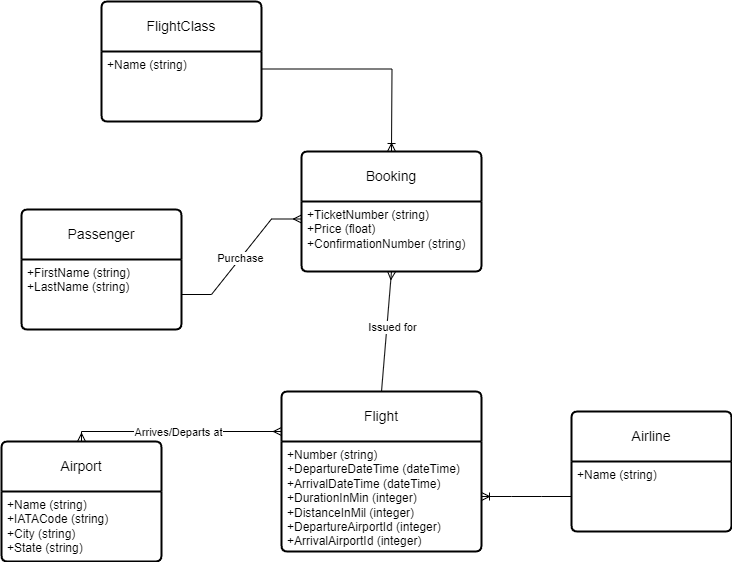 FlightClass
+Name (string)
Booking
+TicketNumber (string)
+Price (float)
+ConfirmationNumber (string)
Passenger
+FirstName (string)
+LastName (string)
Purchase
Issued for
Flight
+Number (string)
+DepartureDateTime (dateTime)
+ArrivalDateTime (dateTime)
+DurationInMin (integer)
+DistanceInMil (integer)
+DepartureAirportId (integer)
+ArrivalAirportId (integer)
Airline
+Name (string)
Arrives/Departs at
Airport
+Name (string)
+IATACode (string)
+City (string)
+State (string)